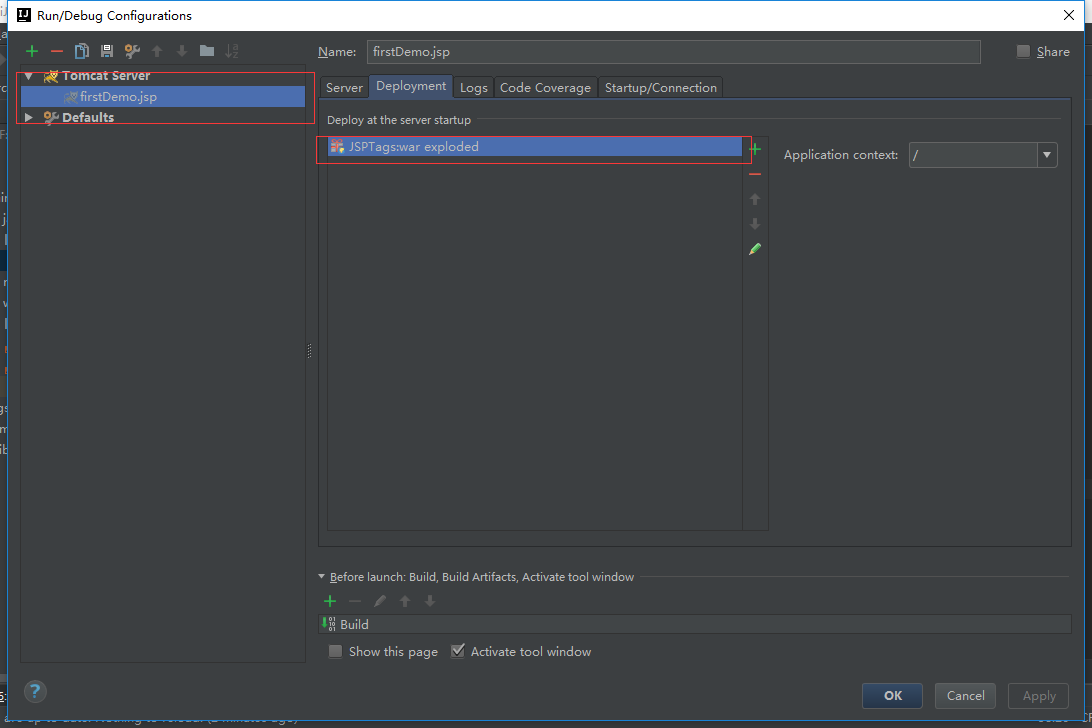 Run/Debug Configurations
Name: firstDemo.jsp Share
Tomcat Server
firstDemo.jsp
Defaults
Server Deployment Logs Code Coverage Startup/Connection
Deploy at the server startup
JSPTags:war exploded
Application context: /
Before launch: Build, Build Artifacts, Activate tool window
Build
Show this page Activate tool window
?
OK Cancel Apply